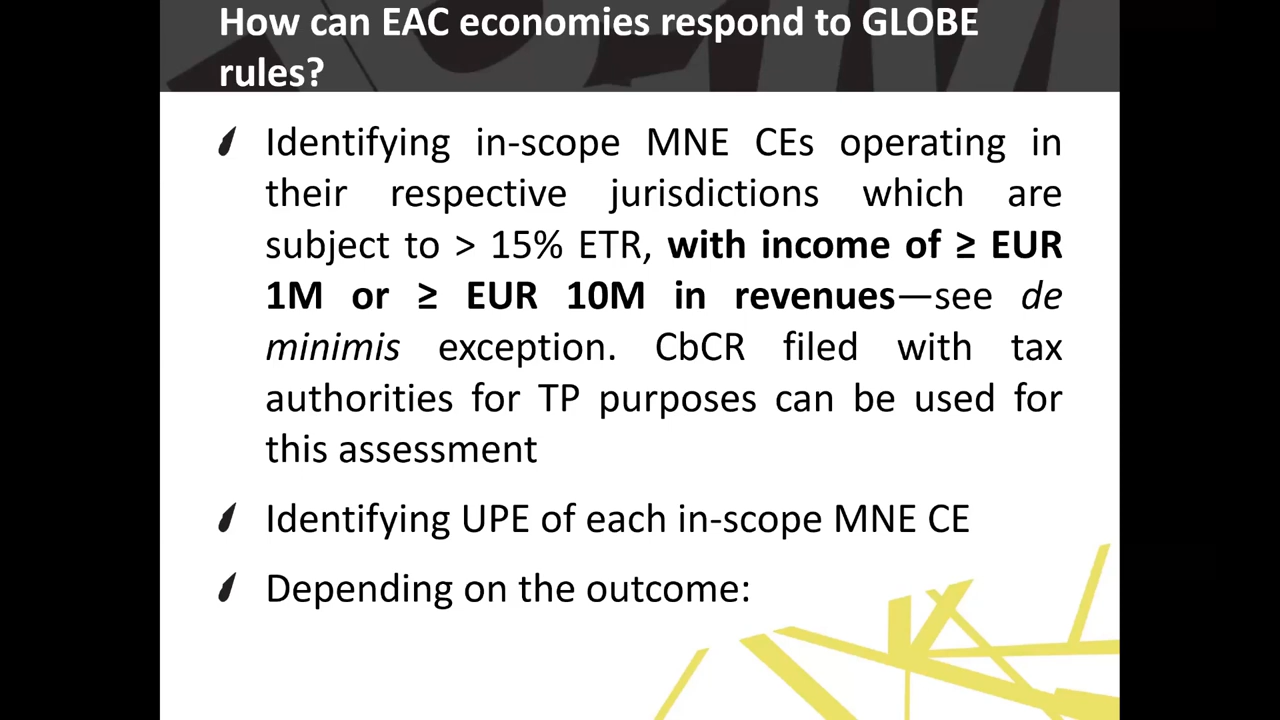 How can EAC economies respond to GLOBE
rules?
Identifying in-scope MNE CEs operating in
their respective jurisdictions which are
subject to > 15% ETR, with income of ≥ EUR
1M or ≥ EUR 10M in revenues—see de
minimis exception. CbCR filed with tax
authorities for TP purposes can be used for
this assessment
Identifying UPE of each in-scope MNE CE
Depending on the outcome: